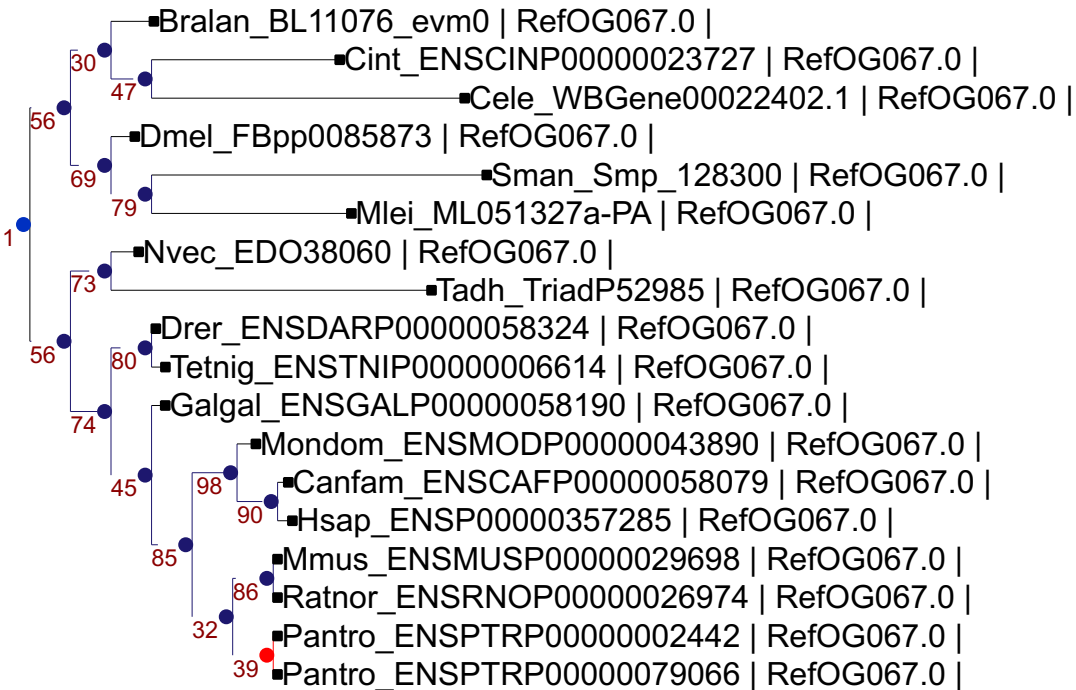 Bralan_BL11076_evm0 | RefOG067.0 |
30
Cint_ENSCINP00000023727 | RefOG067.0 |
47
Cele_WBGene00022402.1 | RefOG067.0 |
56
Dmel_FBpp0085873 | RefOG067.0 |
69
Sman_Smp_128300 | RefOG067.0 |
79
Mlei_ML051327a-PA | RefOG067.0 |
1
Nvec_EDO38060 | RefOG067.0 |
73
Tadh_TriadP52985 | RefOG067.0 |
Drer_ENSDARP00000058324 | RefOG067.0 |
56
80
Tetnig_ENSTNIP00000006614 | RefOG067.0 |
Galgal_ENSGALP00000058190 | RefOG067.0 |
74
Mondom_ENSMODP00000043890 | RefOG067.0 |
45
98
Canfam_ENSCAFP00000058079 | RefOG067.0 |
90
Hsap_ENSP00000357285 | RefOG067.0 |
85
Mmus_ENSMUSP00000029698 | RefOG067.0 |
86
Ratnor_ENSRNOP00000026974 | RefOG067.0 |
32
Pantro_ENSPTRP00000002442 | RefOG067.0 |
39
Pantro_ENSPTRP00000079066 | RefOG067.0 |